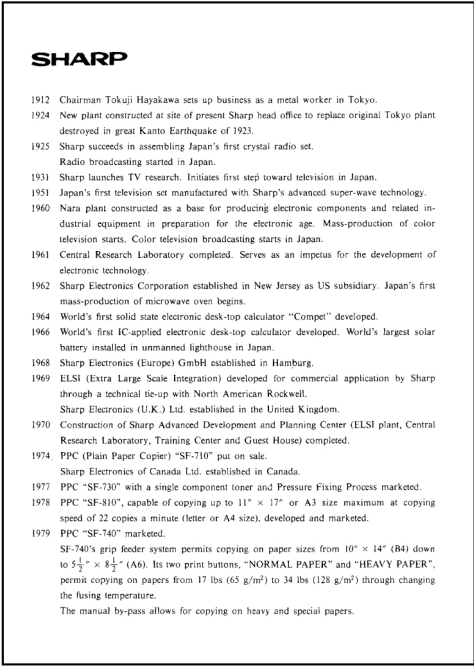 SHARP
1912 Chairman Tokuji Hayakawa sets up business as a metal worker in Tokyo.
1924 New plant constructed at site of present Sharp head office to replace original Tokyo plant
destroyed in great Kanto Earthquake of 1923.
1925 Sharp succeeds in assembling Japan's first crystal radio set.
Radio broadcasting started in Japan.
1931 Sharp launches TV research. Initiates first step toward television in Japan.
1951 Japan's first television set manufactured with Sharp's advanced super-wave technology.
1960 Nara plant constructed as a base for producing electronic components and related in-
dustrial equipment in preparation for the electronic age. Mass-production of color
television starts. Color television broadcasting starts in Japan.
1961 Central Research Laboratory completed. Serves as an impetus for the development of
electronic technology.
1962 Sharp Electronics Corporation established in New Jersey as US subsidiary. Japan's first
mass-production of microwave oven begins.
1964 World's first solid state electronic desk-top calculator "Compet" developed.
1966 World's first IC-applied electronic desk-top calculator developed. World's largest solar
battery installed in unmanned lighthouse in Japan.
1968 Sharp Electronics (Europe) GmbH established in Hamburg.
1969 ELSI (Extra Large Scale Integration) developed for commercial application by Sharp
through a technical tie-up with North American Rockwell.
Sharp Electronics (U.K.) Ltd. established in the United Kingdom.
1970 Construction of Sharp Advanced Development and Planning Center (ELSI plant, Central
Research Laboratory, Training Center and Guest House) completed.
1974 PPC (Plain Paper Copier) "SF-710" put on sale.
Sharp Electronics of Canada Ltd. established in Canada.
1977 PPC "SF-730" with a single component toner and Pressure Fixing Process marketed.
1978 PPC "SF-810", capable of copying up to 11" × 17" or A3 size maximum at copying
speed of 22 copies a minute (letter or A4 size), developed and marketed.
1979 PPC "SF-740" marketed.
SF-740's grip feeder system permits copying on paper sizes from 10" × 14" (B4) down
to 5 1/2" × 8 1/2" (A6). Its two print buttons, "NORMAL PAPER" and "HEAVY PAPER",
permit copying on papers from 17 lbs (65 g/m²) to 34 lbs (128 g/m²) through changing
the fusing temperature.
The manual by-pass allows for copying on heavy and special papers.